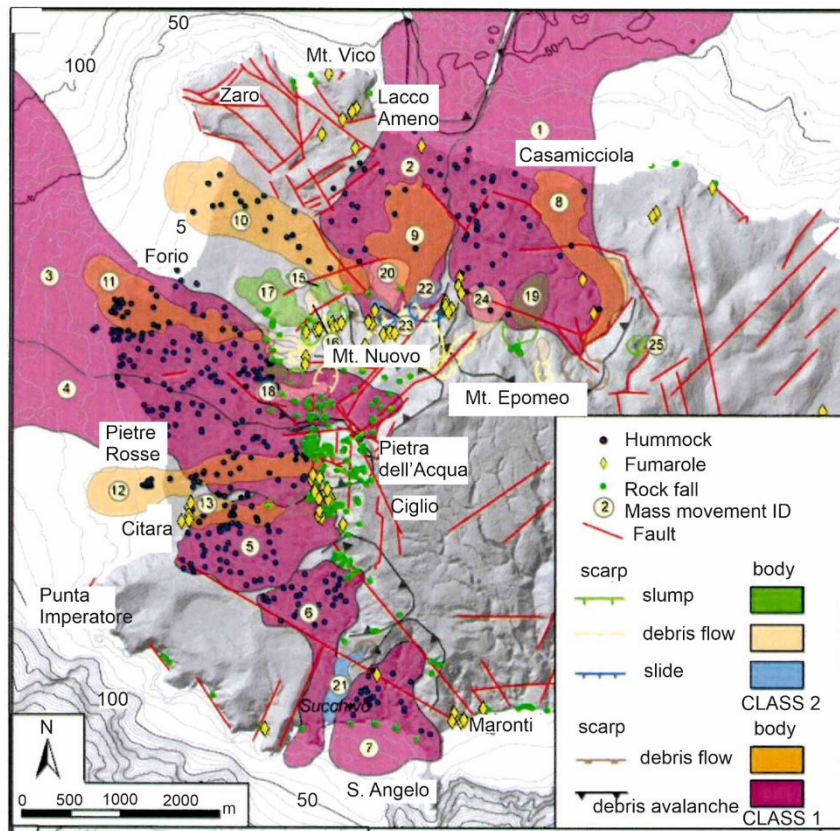 50
100
Mt. Vico
Zaro
Lacco
Ameno
50
1
2
Casamicciola
8
10
5
9
Forio
3
11
15
20
17
22
24
19
23
16
25
Mt. Nuovo
4
18
Mt. Epomeo
Pietre
Rosse
Pietra
dell'Acqua
12
13
Ciglio
Citara
5
Punta
Imperatore
6
21
Succhivo
100
Maronti
7
S. Angelo
50
N
0 500 1000 2000
m
Hummock
Fumarole
Rock fall
2 Mass movement ID
Fault
scarp body
slump
debris flow
slide
CLASS 2
scarp body
debris flow
debris avalanche
CLASS 1